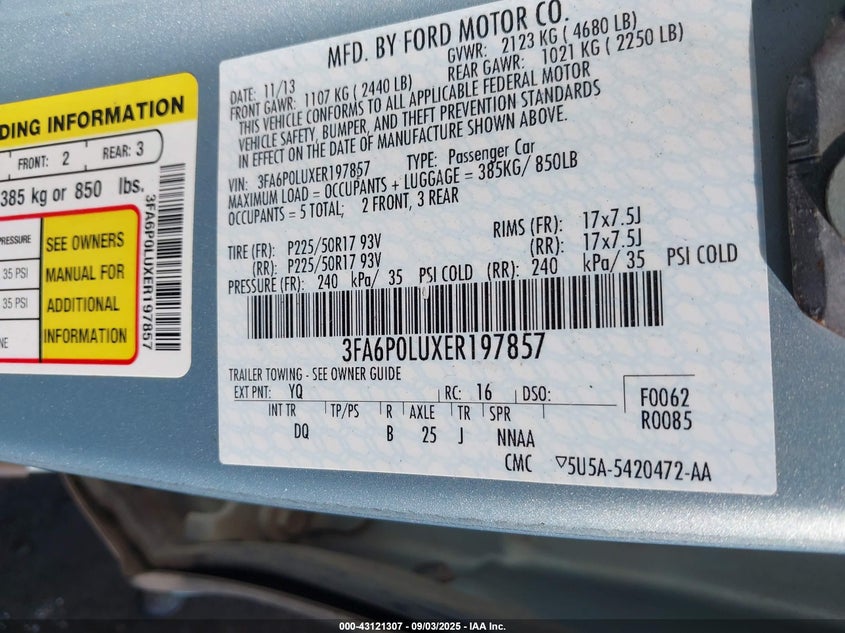 DING INFORMATION
FRONT: 2 REAR: 3
385 kg or 850 lbs.
PRESSURE
35 PSI
35 PSI
NE
SEE OWNERS
MANUAL FOR
ADDITIONAL
INFORMATION
3FA6P0LUXER197857
MFD. BY FORD MOTOR CO.
DATE: 11/13 GVWR: 2123 KG ( 4680 LB)
FRONT GAWR: 1107 KG ( 2440 LB) REAR GAWR: 1021 KG ( 2250 LB)
THIS VEHICLE CONFORMS TO ALL APPLICABLE FEDERAL MOTOR
VEHICLE SAFETY, BUMPER, AND THEFT PREVENTION STANDARDS
IN EFFECT ON THE DATE OF MANUFACTURE SHOWN ABOVE.
VIN: 3FA6P0LUXER197857 TYPE: Passenger Car
MAXIMUM LOAD = OCCUPANTS + LUGGAGE = 385KG/ 850LB
OCCUPANTS = 5 TOTAL; 2 FRONT, 3 REAR
TIRE (FR): P225/50R17 93V RIMS (FR): 17x7.5J
(RR): P225/50R17 93V (RR): 17x7.5J
PRESSURE (FR): 240 kPa/ 35 PSI COLD (RR): 240 kPa/ 35 PSI COLD
3FA6P0LUXER197857
TRAILER TOWING - SEE OWNER GUIDE
EXT PNT: YQ RC: 16 DSO:
INT TR TP/PS R AXLE TR SPR
DQ B 25 J NNAA
F0062
R0085
CMC ▽5U5A-5420472-AA
000-43121307 - 09/03/2025 - IAA Inc.